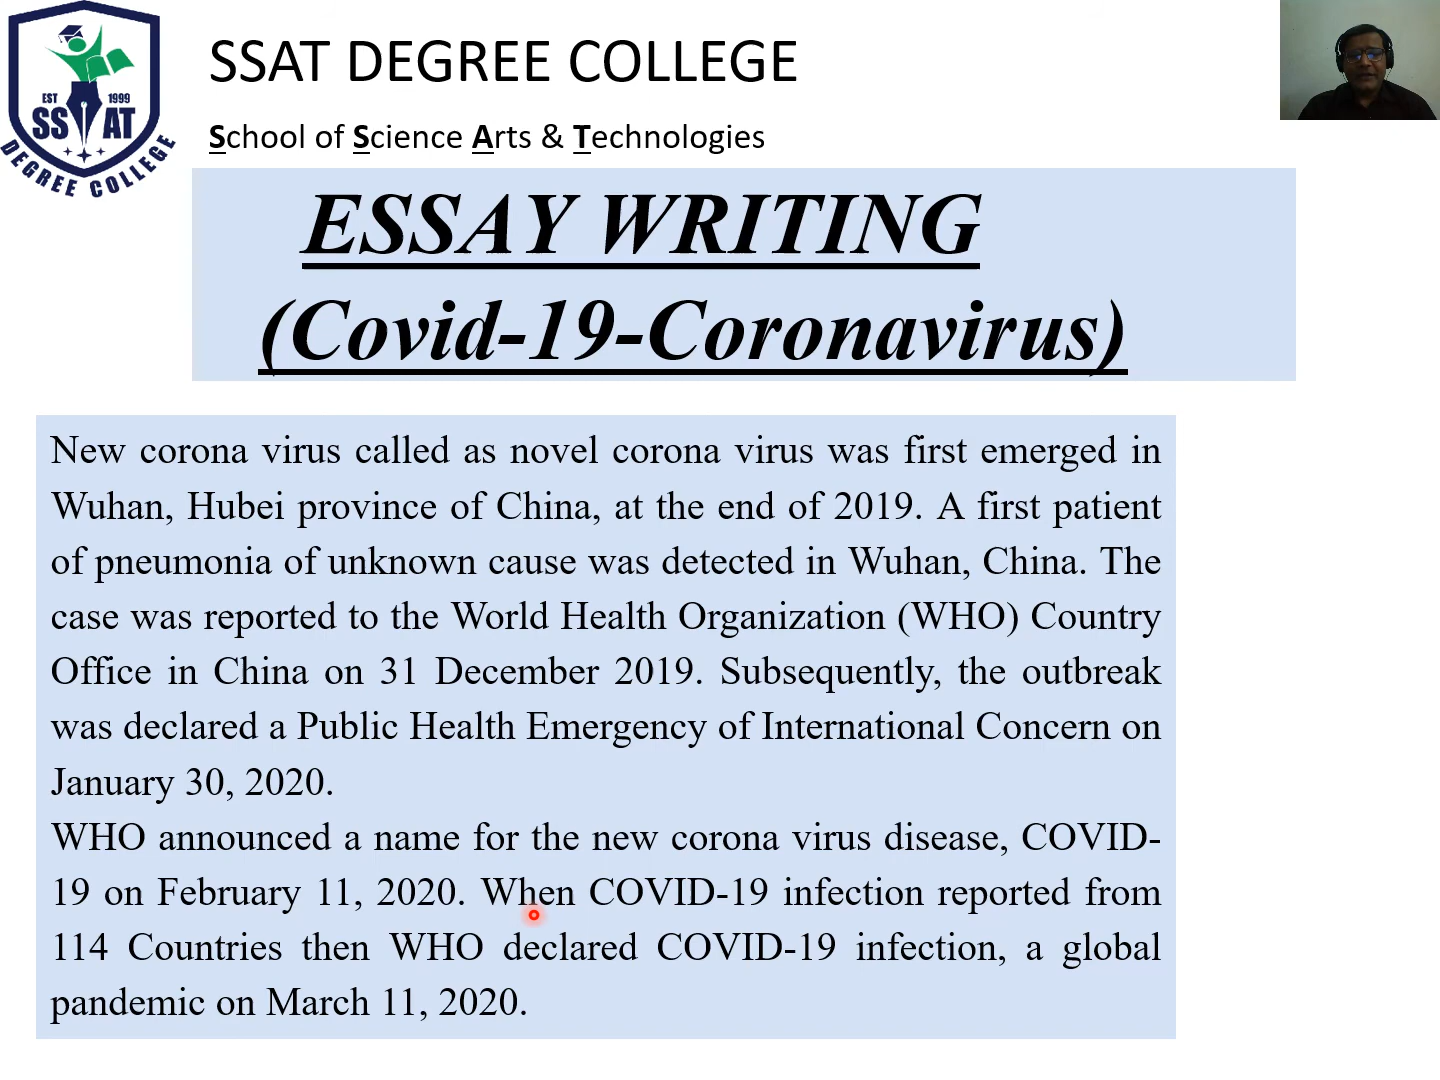 EST 1999
SS AT
DEGREE COLLEGE
SSAT DEGREE COLLEGE
School of Science Arts & Technologies
ESSAY WRITING
(Covid-19-Coronavirus)
New corona virus called as novel corona virus was first emerged in
Wuhan, Hubei province of China, at the end of 2019. A first patient
of pneumonia of unknown cause was detected in Wuhan, China. The
case was reported to the World Health Organization (WHO) Country
Office in China on 31 December 2019. Subsequently, the outbreak
was declared a Public Health Emergency of International Concern on
January 30, 2020.
WHO announced a name for the new corona virus disease, COVID-
19 on February 11, 2020. When COVID-19 infection reported from
114 Countries then WHO declared COVID-19 infection, a global
pandemic on March 11, 2020.